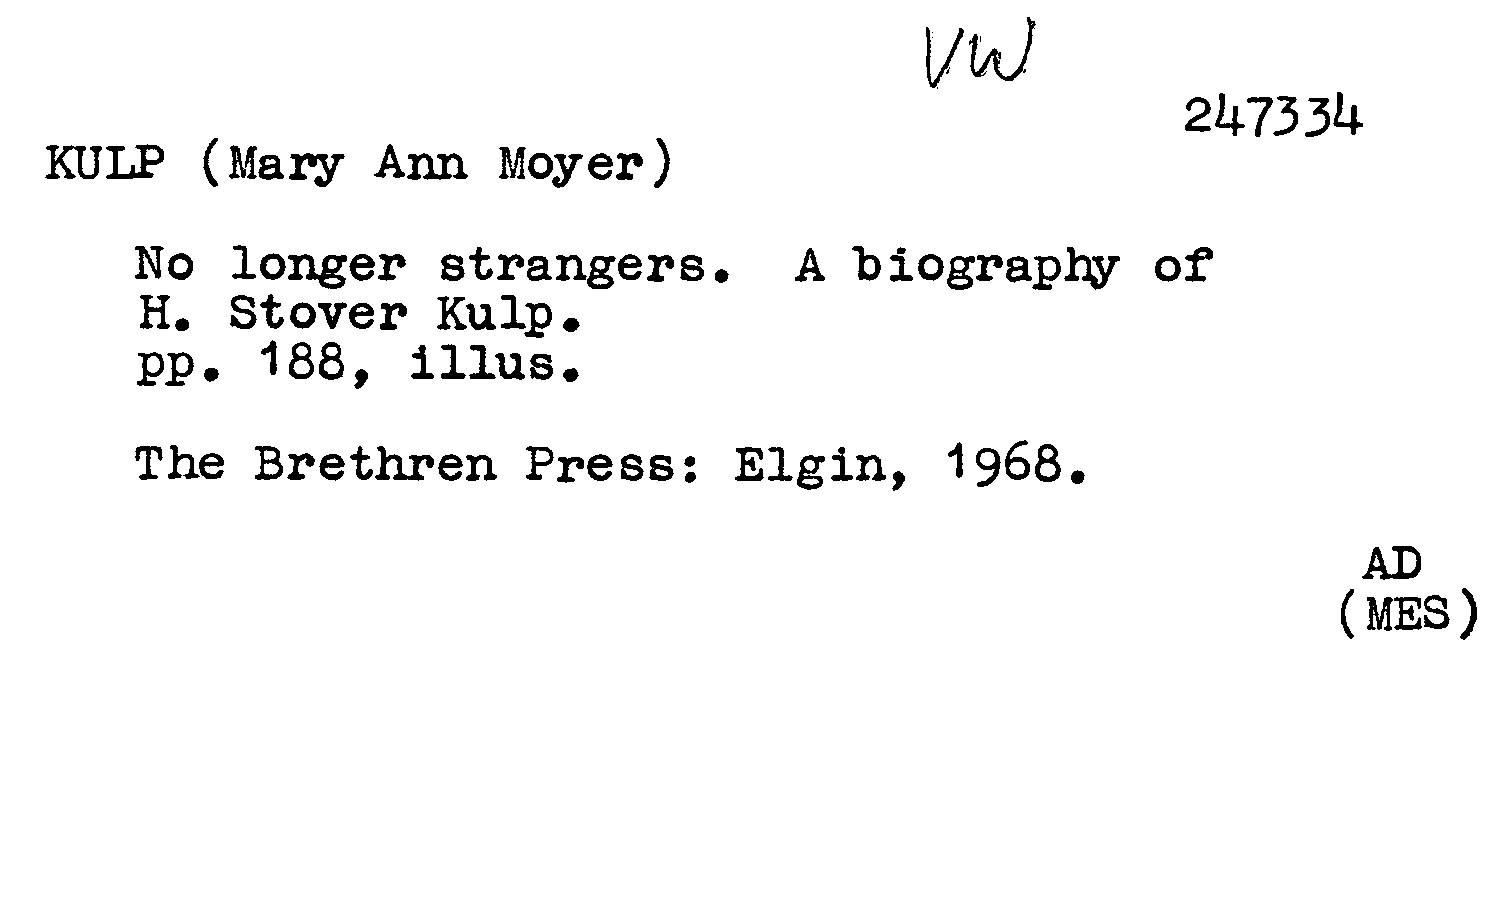 VW
247334
KULP (Mary Ann Moyer)
No longer strangers. A biography of
H. Stover Kulp.
pp. 188, illus.
The Brethren Press: Elgin, 1968.
AD
(MES)